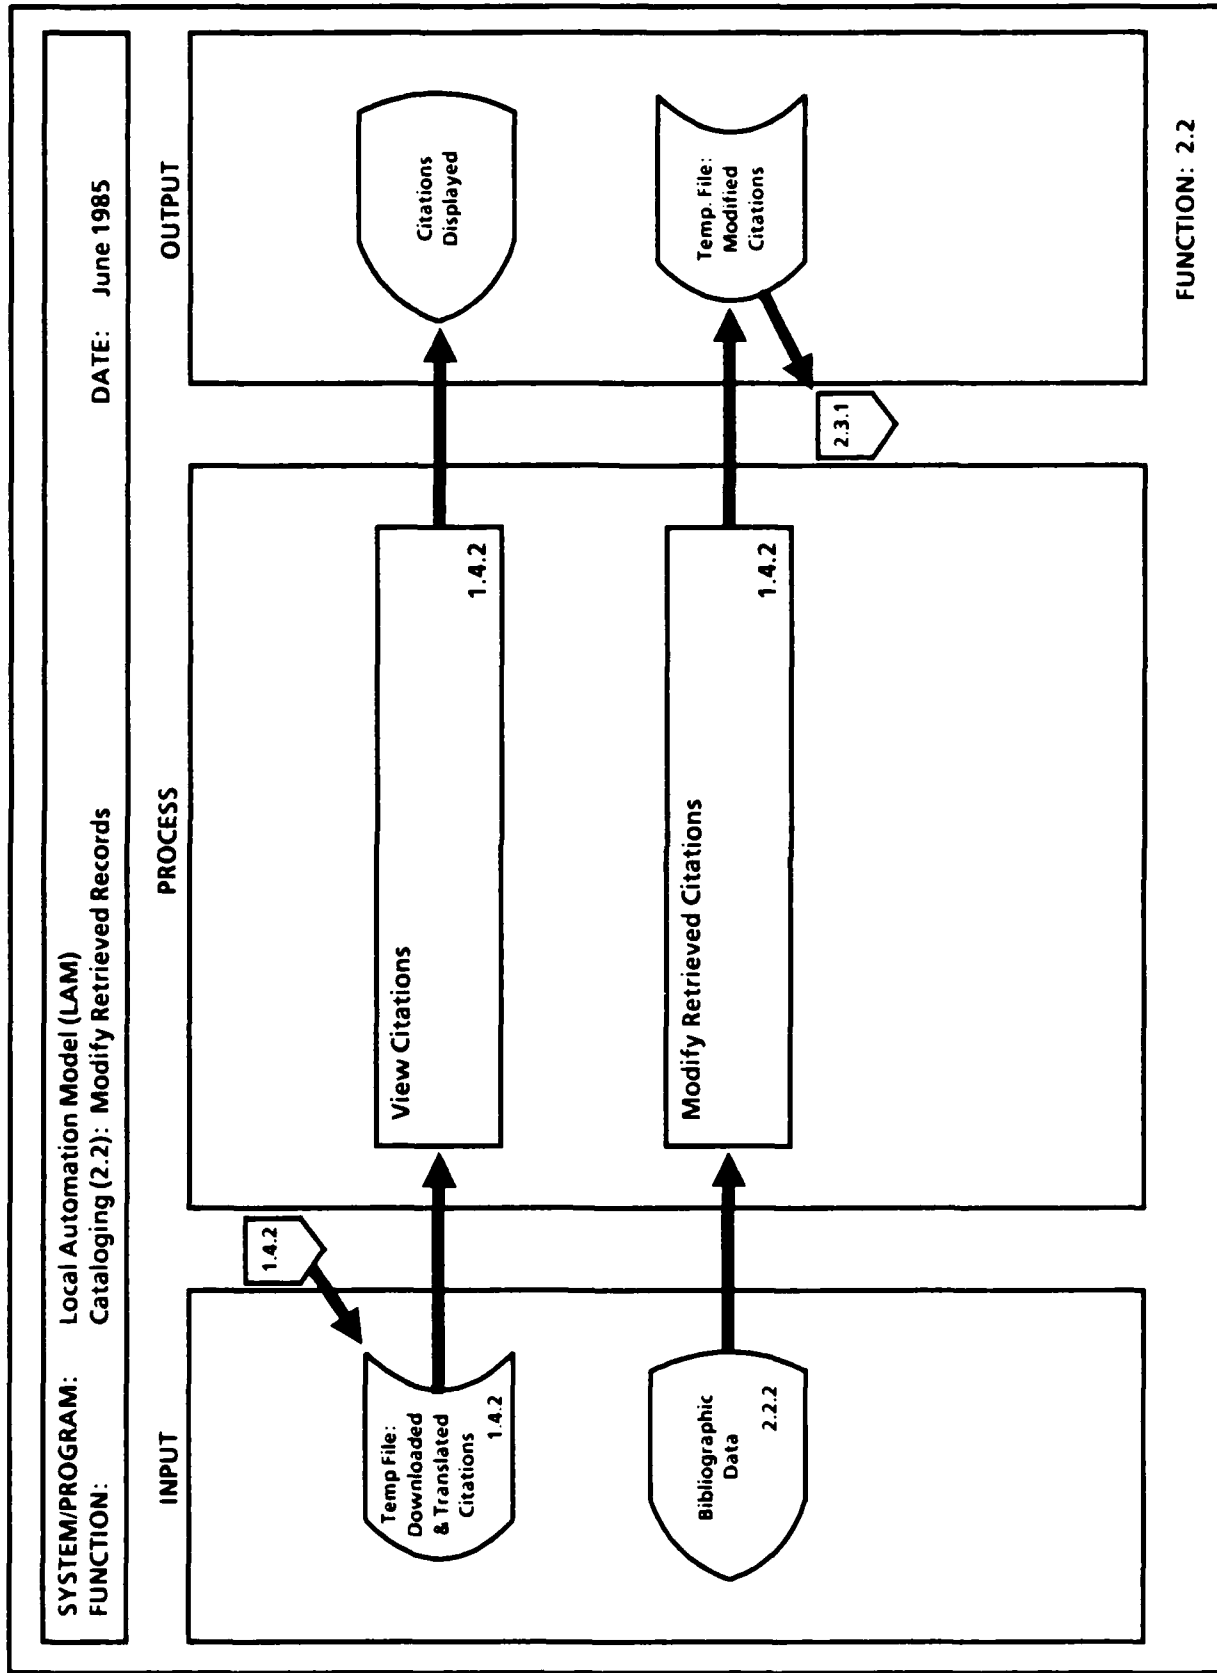 SYSTEM/PROGRAM: Local Automation Model (LAM) DATE: June 1985
FUNCTION: Cataloging (2.2): Modify Retrieved Records
INPUT
PROCESS
OUTPUT
1.4.2
Temp File:
Downloaded
& Translated
Citations
1.4.2
View Citations
1.4.2
Citations
Displayed
Bibliographic
Data
2.2.2
Modify Retrieved Citations
1.4.2
Temp. File:
Modified
Citations
2.3.1
FUNCTION: 2.2